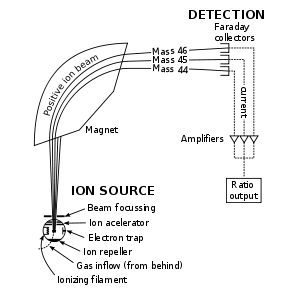 DETECTION
Faraday
collectors
Positive ion beam
Mass 46
Mass 45
Mass 44
current
Magnet
Amplifiers
Ratio
output
ION SOURCE
Beam focussing
Ion acelerator
Electron trap
Ion repeller
Gas inflow (from behind)
Ionizing filament